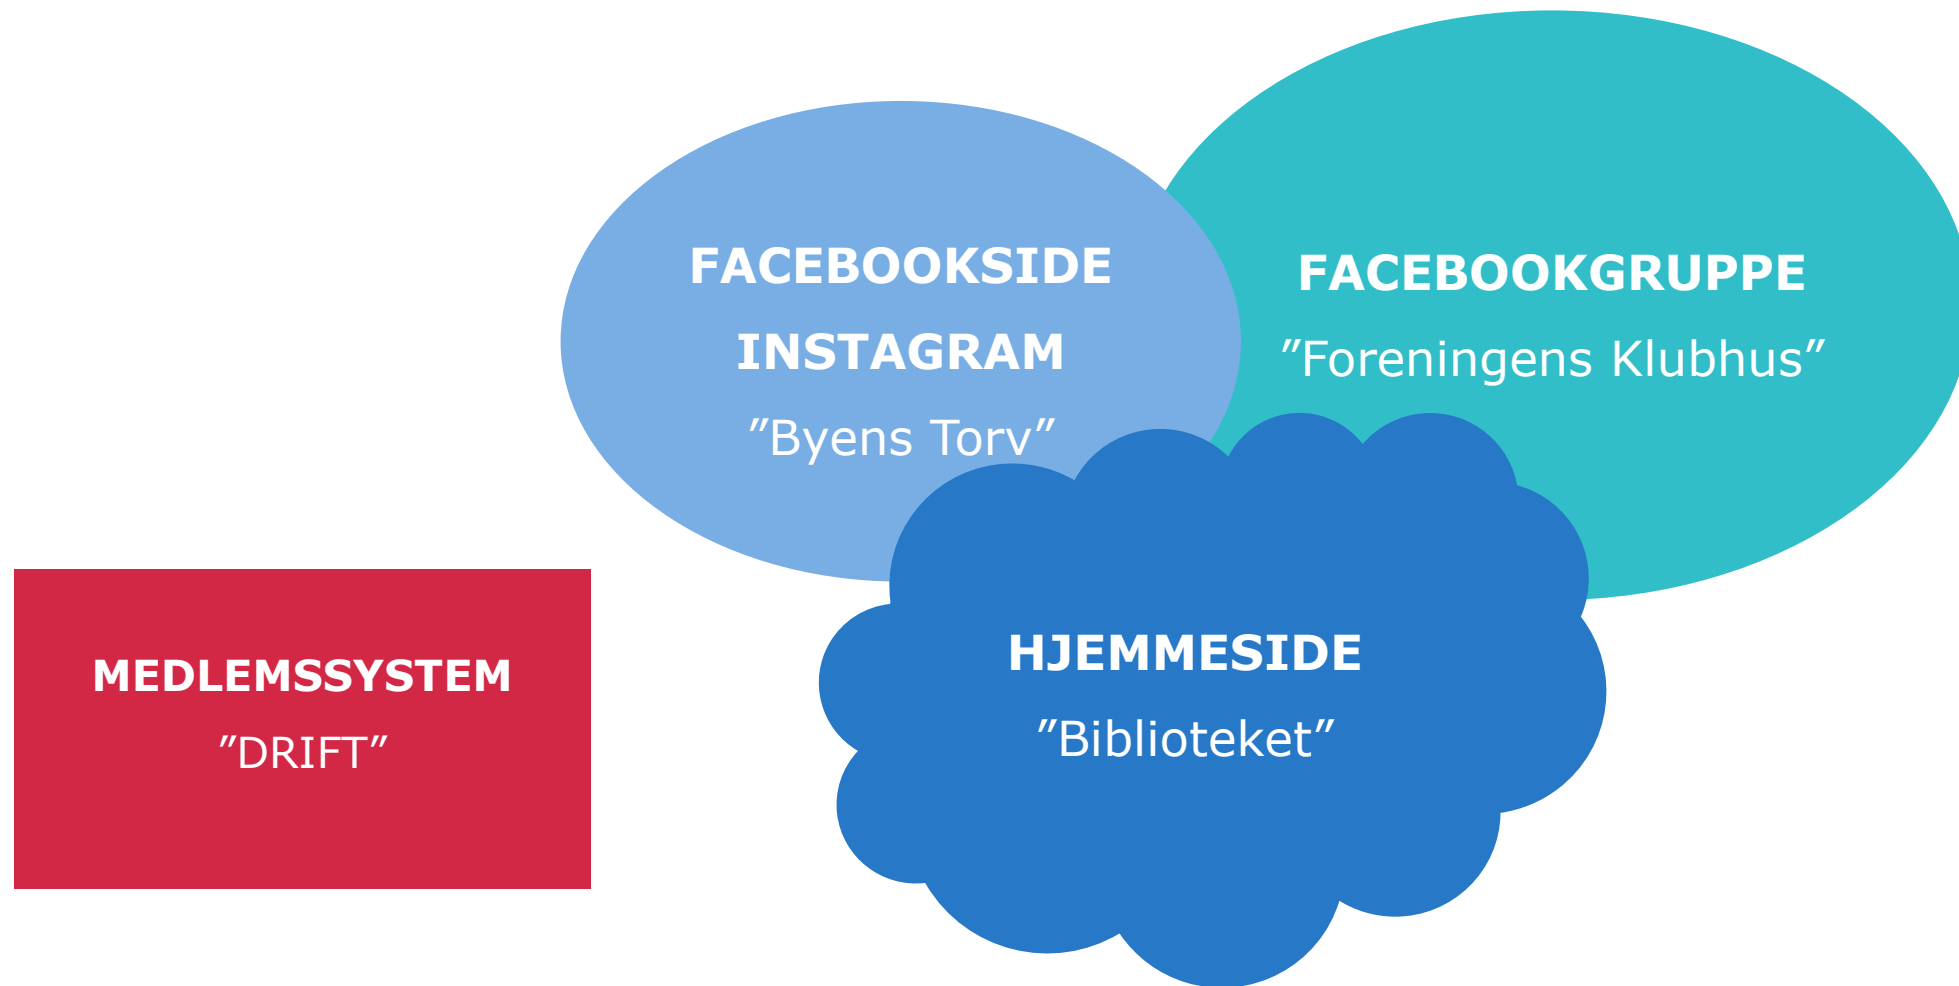 FACEBOOKSIDE
INSTAGRAM
”Byens Torv”
FACEBOOKGRUPPE
”Foreningens Klubhus”
MEDLEMSSYSTEM
”DRIFT”
HJEMMESIDE
”Biblioteket”